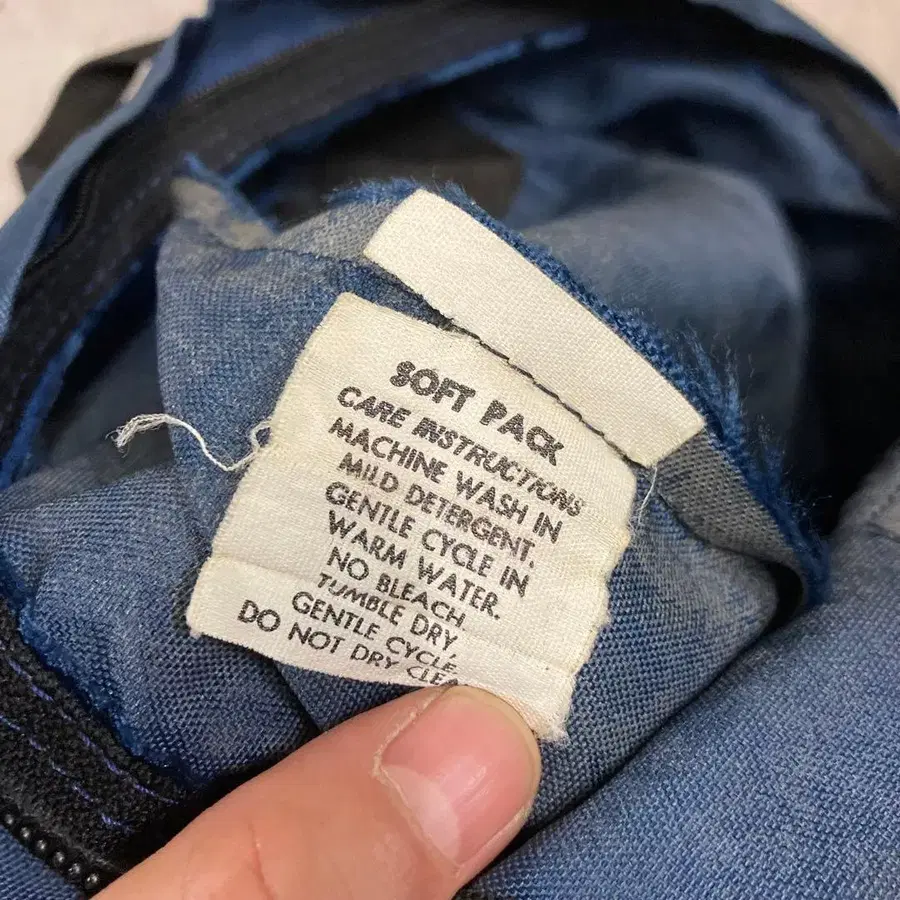 SOFT PACK
CARE INSTRUCTIONS
MACHINE WASH IN
MILD DETERGENT,
GENTLE CYCLE IN
WARM WATER.
NO BLEACH
TUMBLE DRY,
GENTLE CYCLE,
DO NOT DRY CLEA